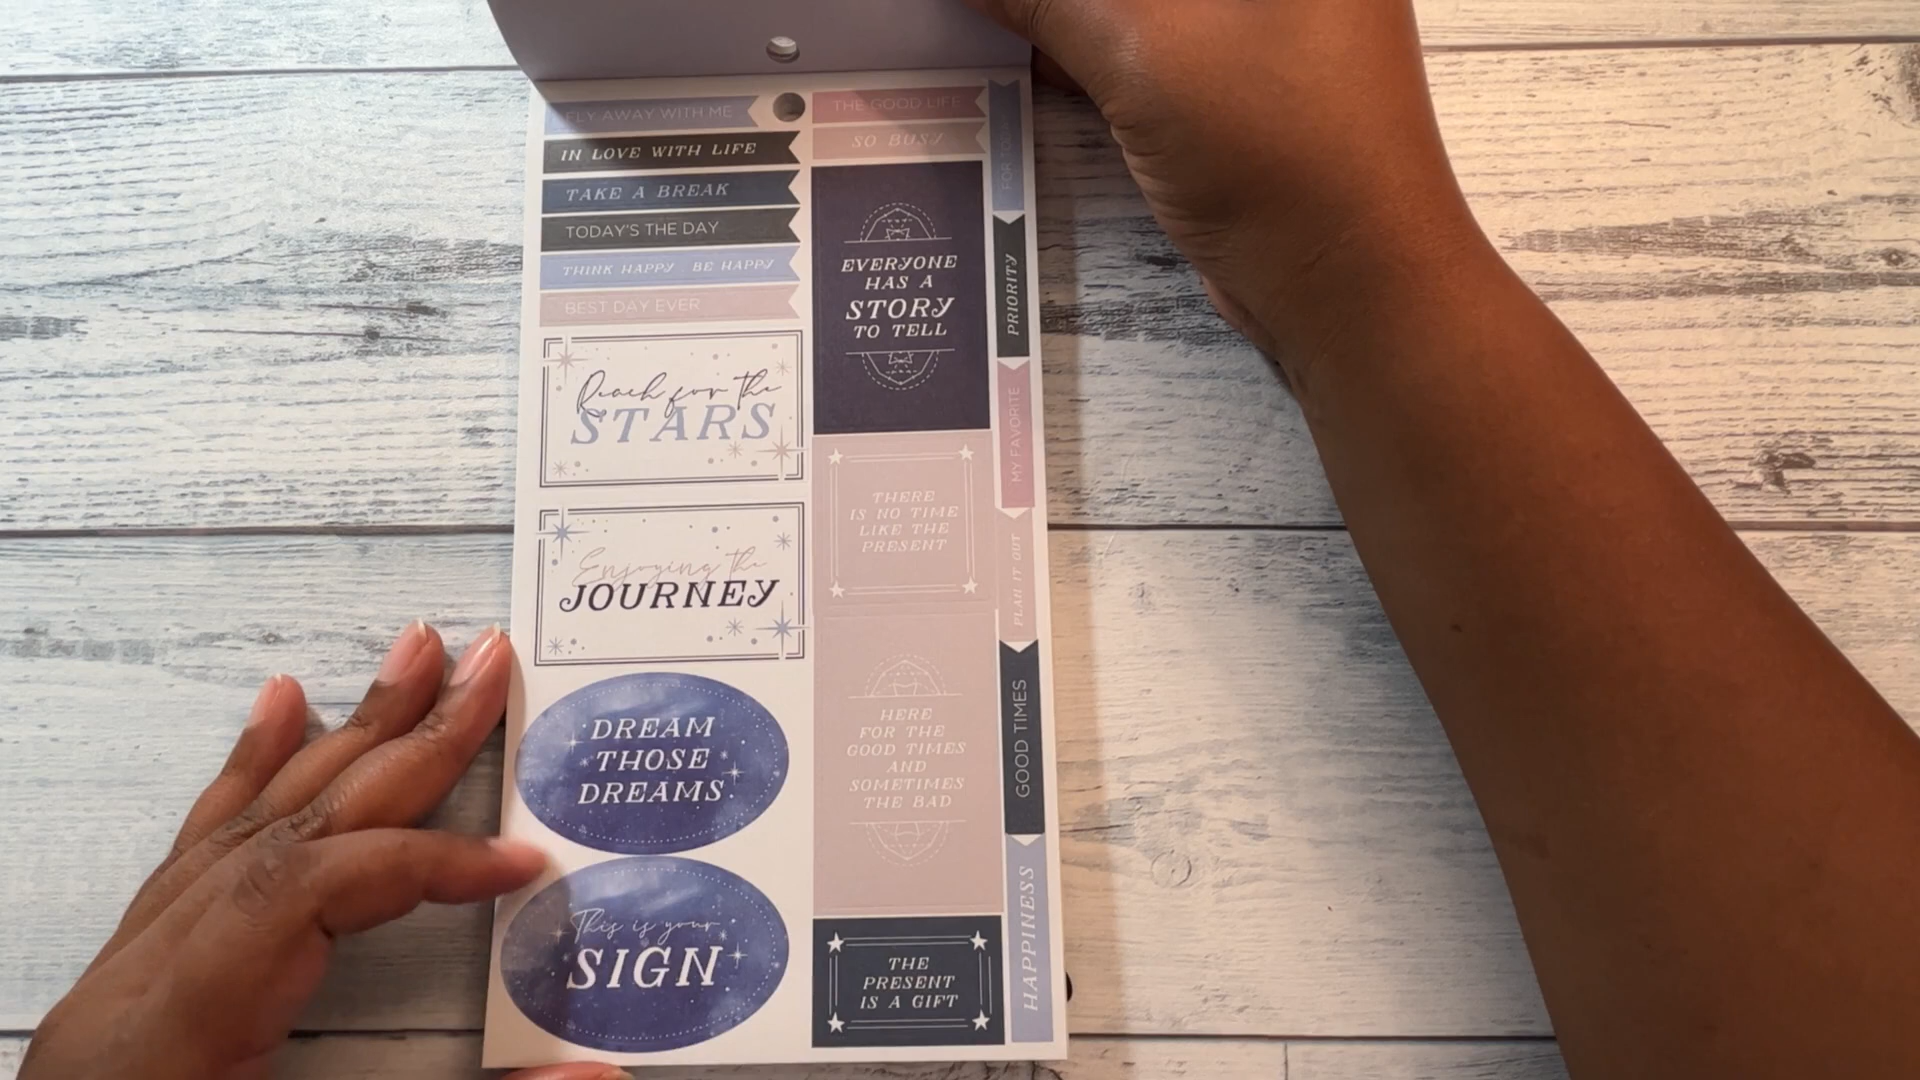 FLY AWAY WITH ME
IN LOVE WITH LIFE
TAKE A BREAK
TODAY'S THE DAY
THINK HAPPY . BE HAPPY
BEST DAY EVER
Reach for the
STARS
Enjoying the
JOURNEY
DREAM
THOSE
DREAMS
This is your
SIGN
THE GOOD LIFE
SO BUSY
EVERYONE
HAS A
STORY
TO TELL
THERE
IS NO TIME
LIKE THE
PRESENT
HERE
FOR THE
GOOD TIMES
AND
SOMETIMES
THE BAD
THE
PRESENT
IS A GIFT
FOR
PRIORITY
MY FAVORITE
PLAN IT OUT
GOOD TIMES
HAPPINESS